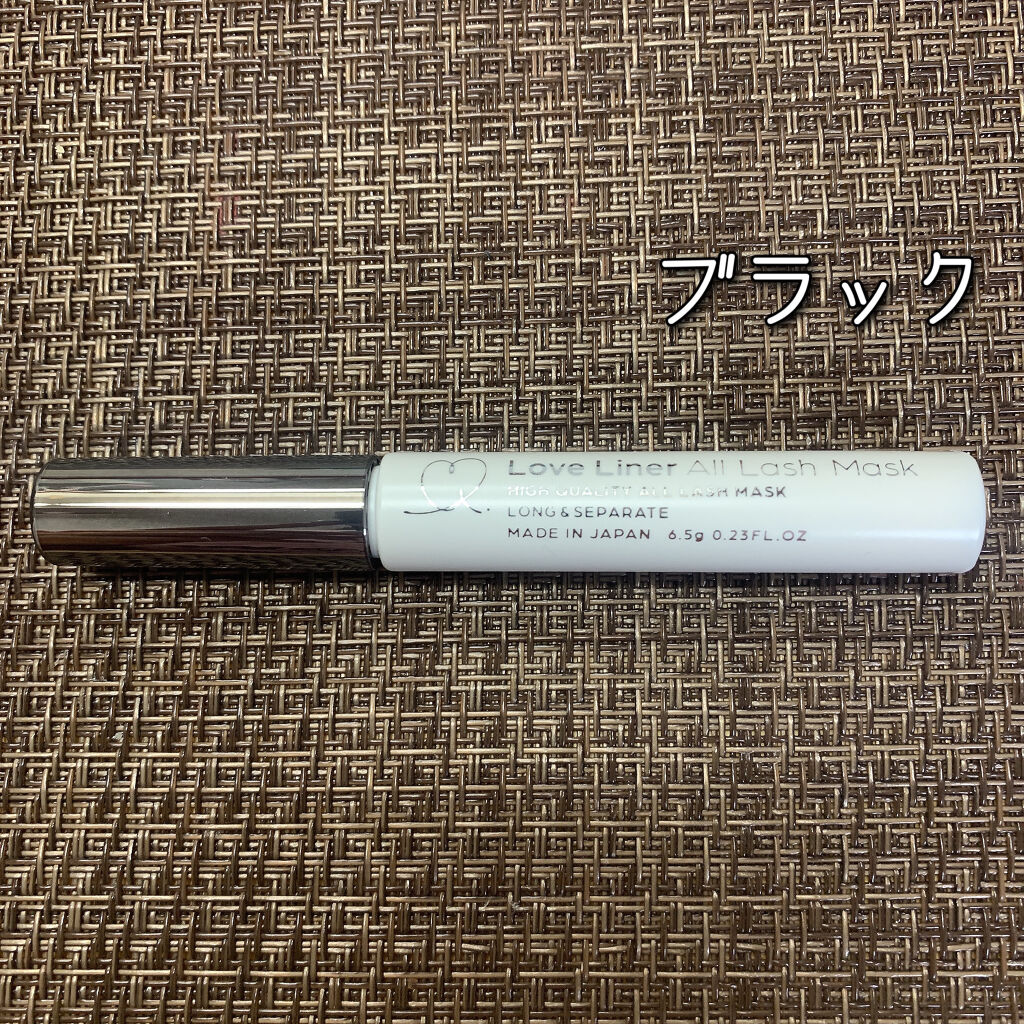 ブラック
Love Liner All Lash Mask
HIGH QUALITY ALL LASH MASK
LONG & SEPARATE
MADE IN JAPAN 6.5g 0.23FL.OZ